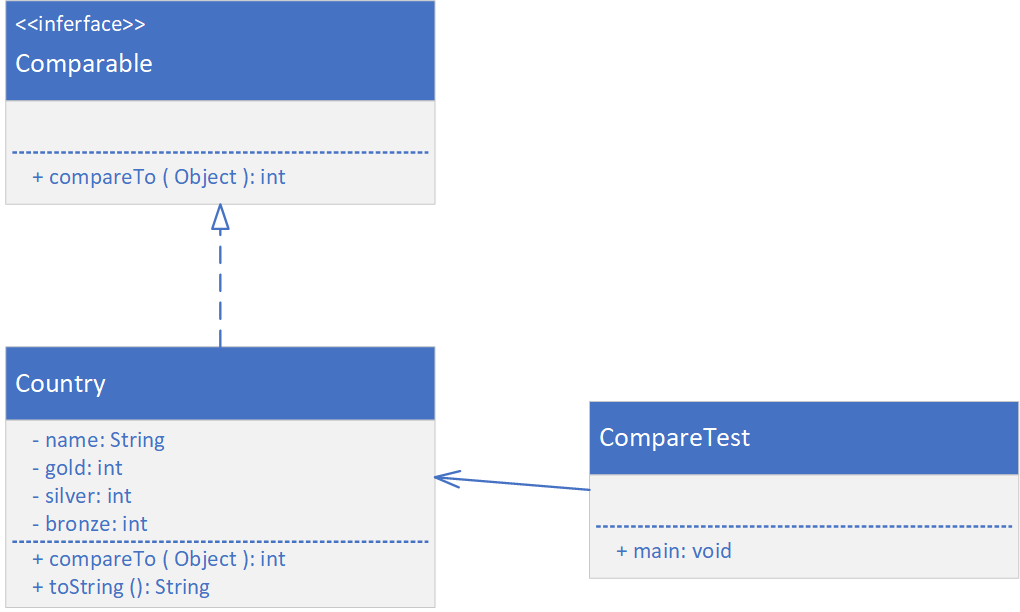 <<inferface>>
Comparable
+ compareTo ( Object ): int
Country
- name: String
- gold: int
- silver: int
- bronze: int
+ compareTo ( Object ): int
+ toString (): String
CompareTest
+ main: void